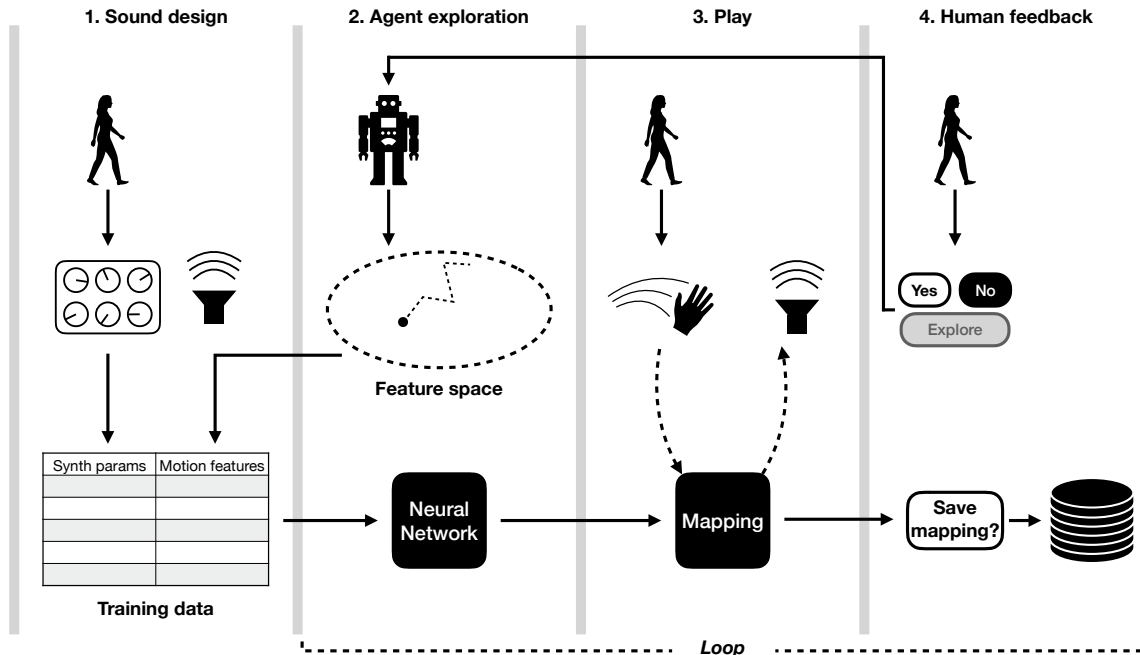 1. Sound design
2. Agent exploration
3. Play
4. Human feedback
Yes
No
Explore
Feature space
Synth params
Motion features
Neural
Network
Mapping
Save
mapping?
Training data
Loop